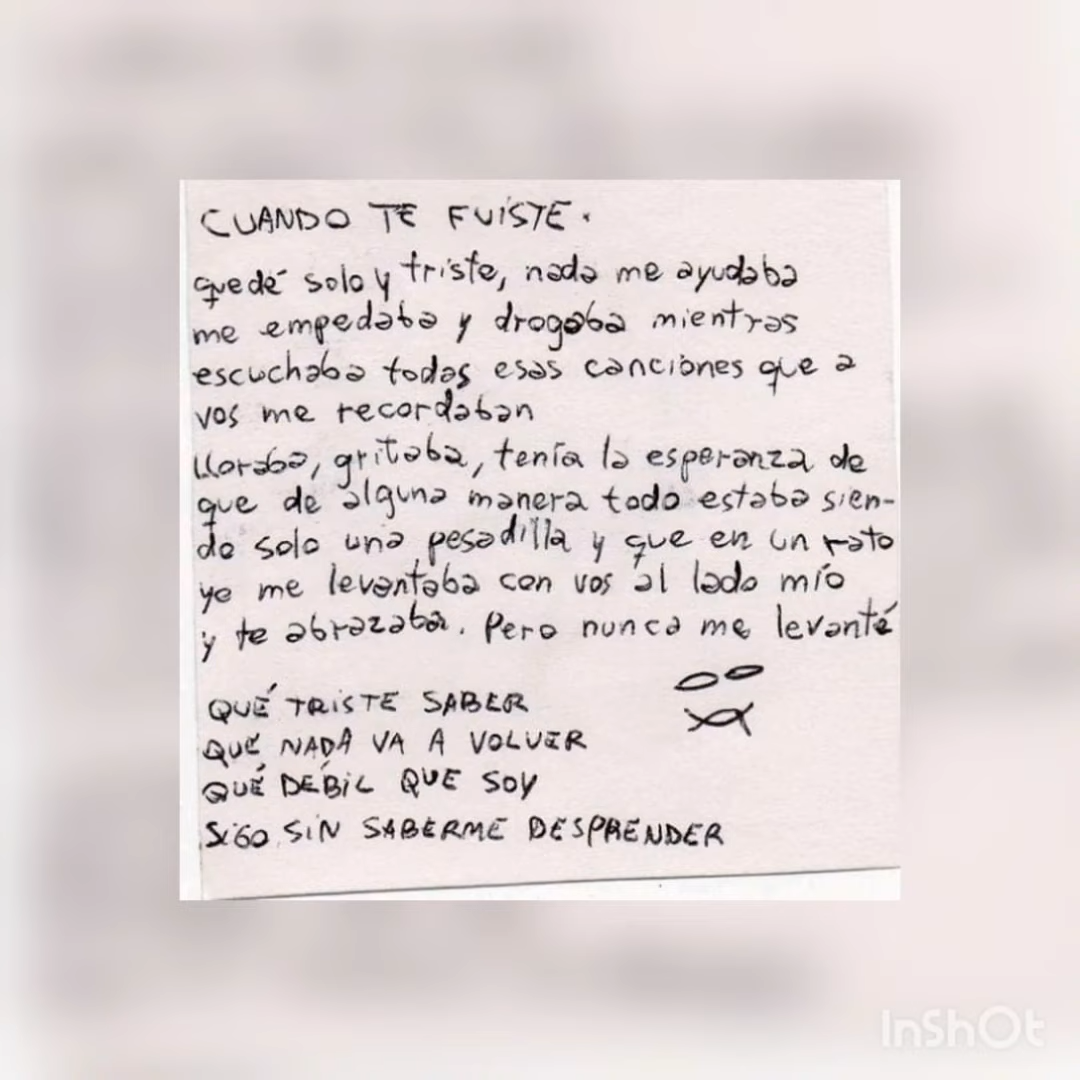 CUANDO TE FUISTE.
quedé solo y triste, nada me ayudaba
me empedaba y drogaba mientras
escuchaba todas esas canciones que a
vos me recordaban
lloraba, gritaba, tenía la esperanza de
que de alguna manera todo estaba sien-
do solo una pesadilla y que en un rato
yo me levantaba con vos al lado mío
y te abrazaba. Pero nunca me levanté
QUÉ TRISTE SABER
QUE NADA VA A VOLVER
QUÉ DÉBIL QUE SOY
SIGO SIN SABERME DESPRENDER
InShOt